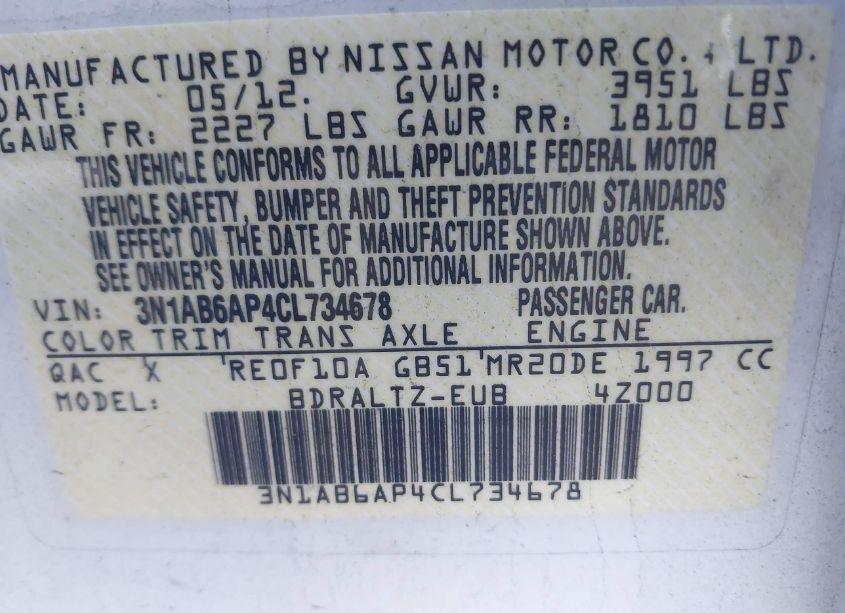 MANUFACTURED BY NISSAN MOTOR CO., LTD.
DATE: 05/12. GVWR: 3951 LBS
GAWR FR: 2227 LBS GAWR RR: 1810 LBS
THIS VEHICLE CONFORMS TO ALL APPLICABLE FEDERAL MOTOR
VEHICLE SAFETY, BUMPER AND THEFT PREVENTION STANDARDS
IN EFFECT ON THE DATE OF MANUFACTURE SHOWN ABOVE.
SEE OWNER'S MANUAL FOR ADDITIONAL INFORMATION.
VIN: 3N1AB6AP4CL734678 PASSENGER CAR.
COLOR TRIM TRANS AXLE ENGINE
QAC X RE0F10A GB51 MR20DE 1997 CC
MODEL: BDRALTZ-EUB 4Z000
3N1AB6AP4CL734678